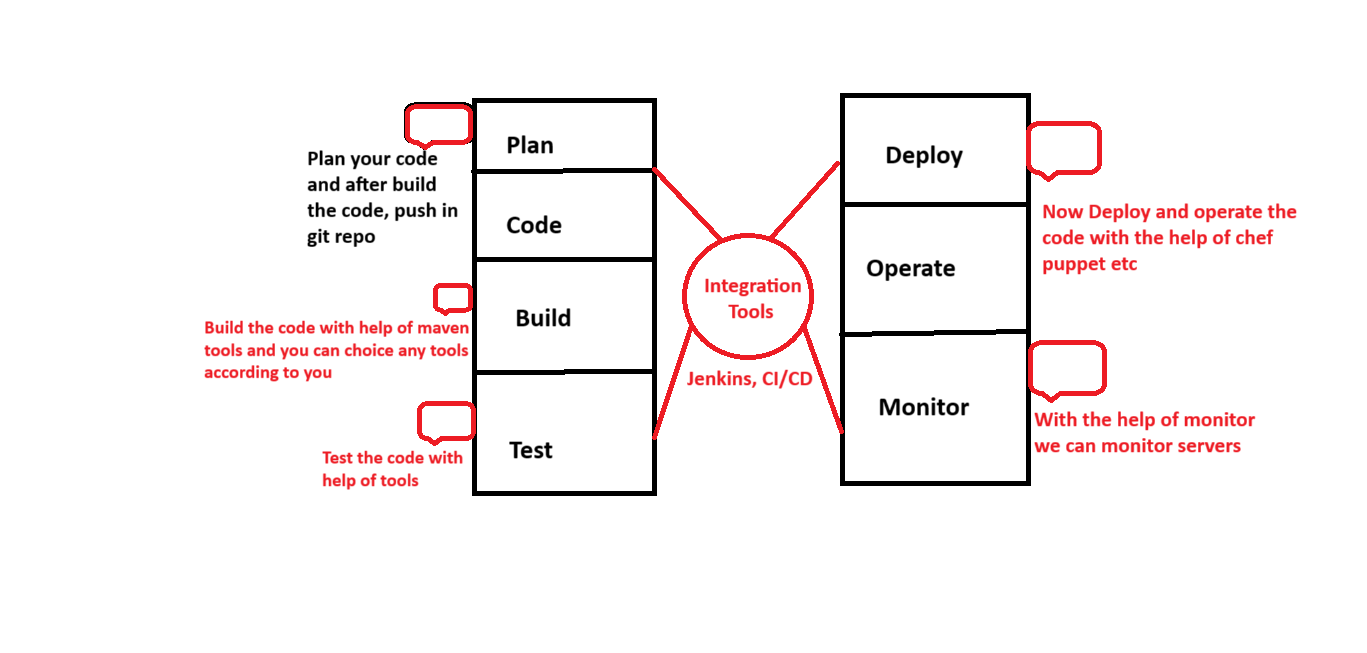 Plan
Plan your code
and after build
the code, push in
git repo
Code
Build
Build the code with help of maven
tools and you can choice any tools
according to you
Test
Test the code with
help of tools
Integration
Tools
Jenkins, CI/CD
Deploy
Now Deploy and operate the
code with the help of chef
puppet etc
Operate
Monitor
With the help of monitor
we can monitor servers